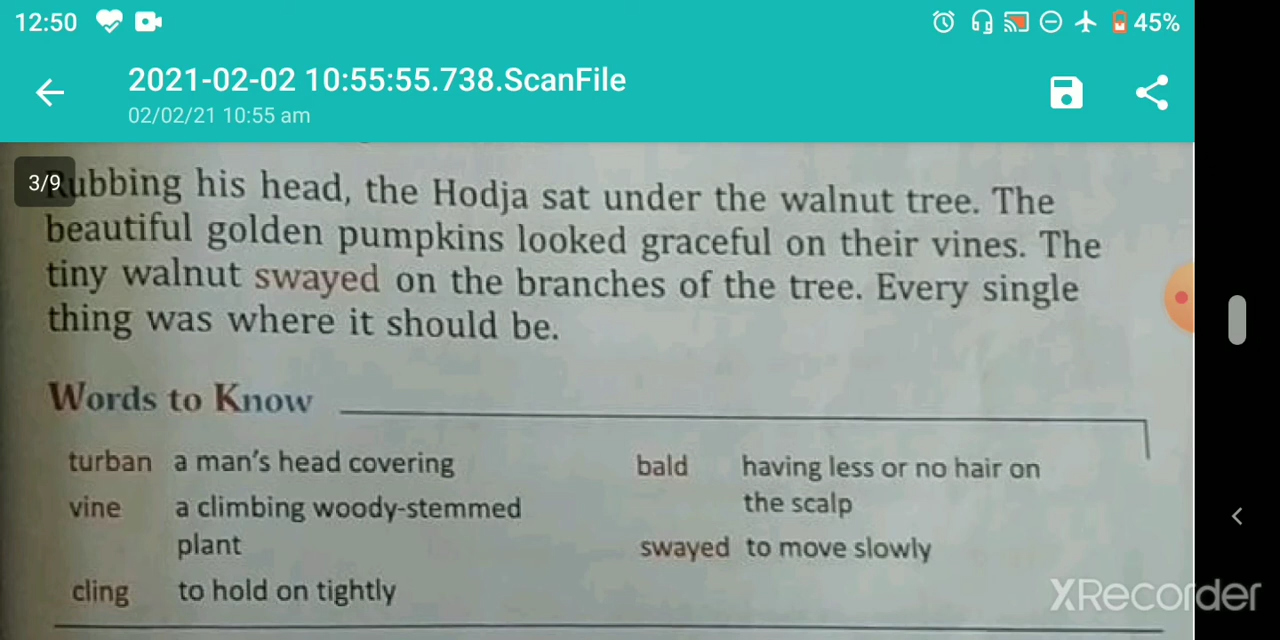 12:50 45%
2021-02-02 10:55:55.738.ScanFile
02/02/21 10:55 am
3/9
Rubbing his head, the Hodja sat under the walnut tree. The
beautiful golden pumpkins looked graceful on their vines. The
tiny walnut swayed on the branches of the tree. Every single
thing was where it should be.
Words to Know
turban a man's head covering
vine a climbing woody-stemmed
plant
cling to hold on tightly
bald having less or no hair on
the scalp
swayed to move slowly
XRecorder